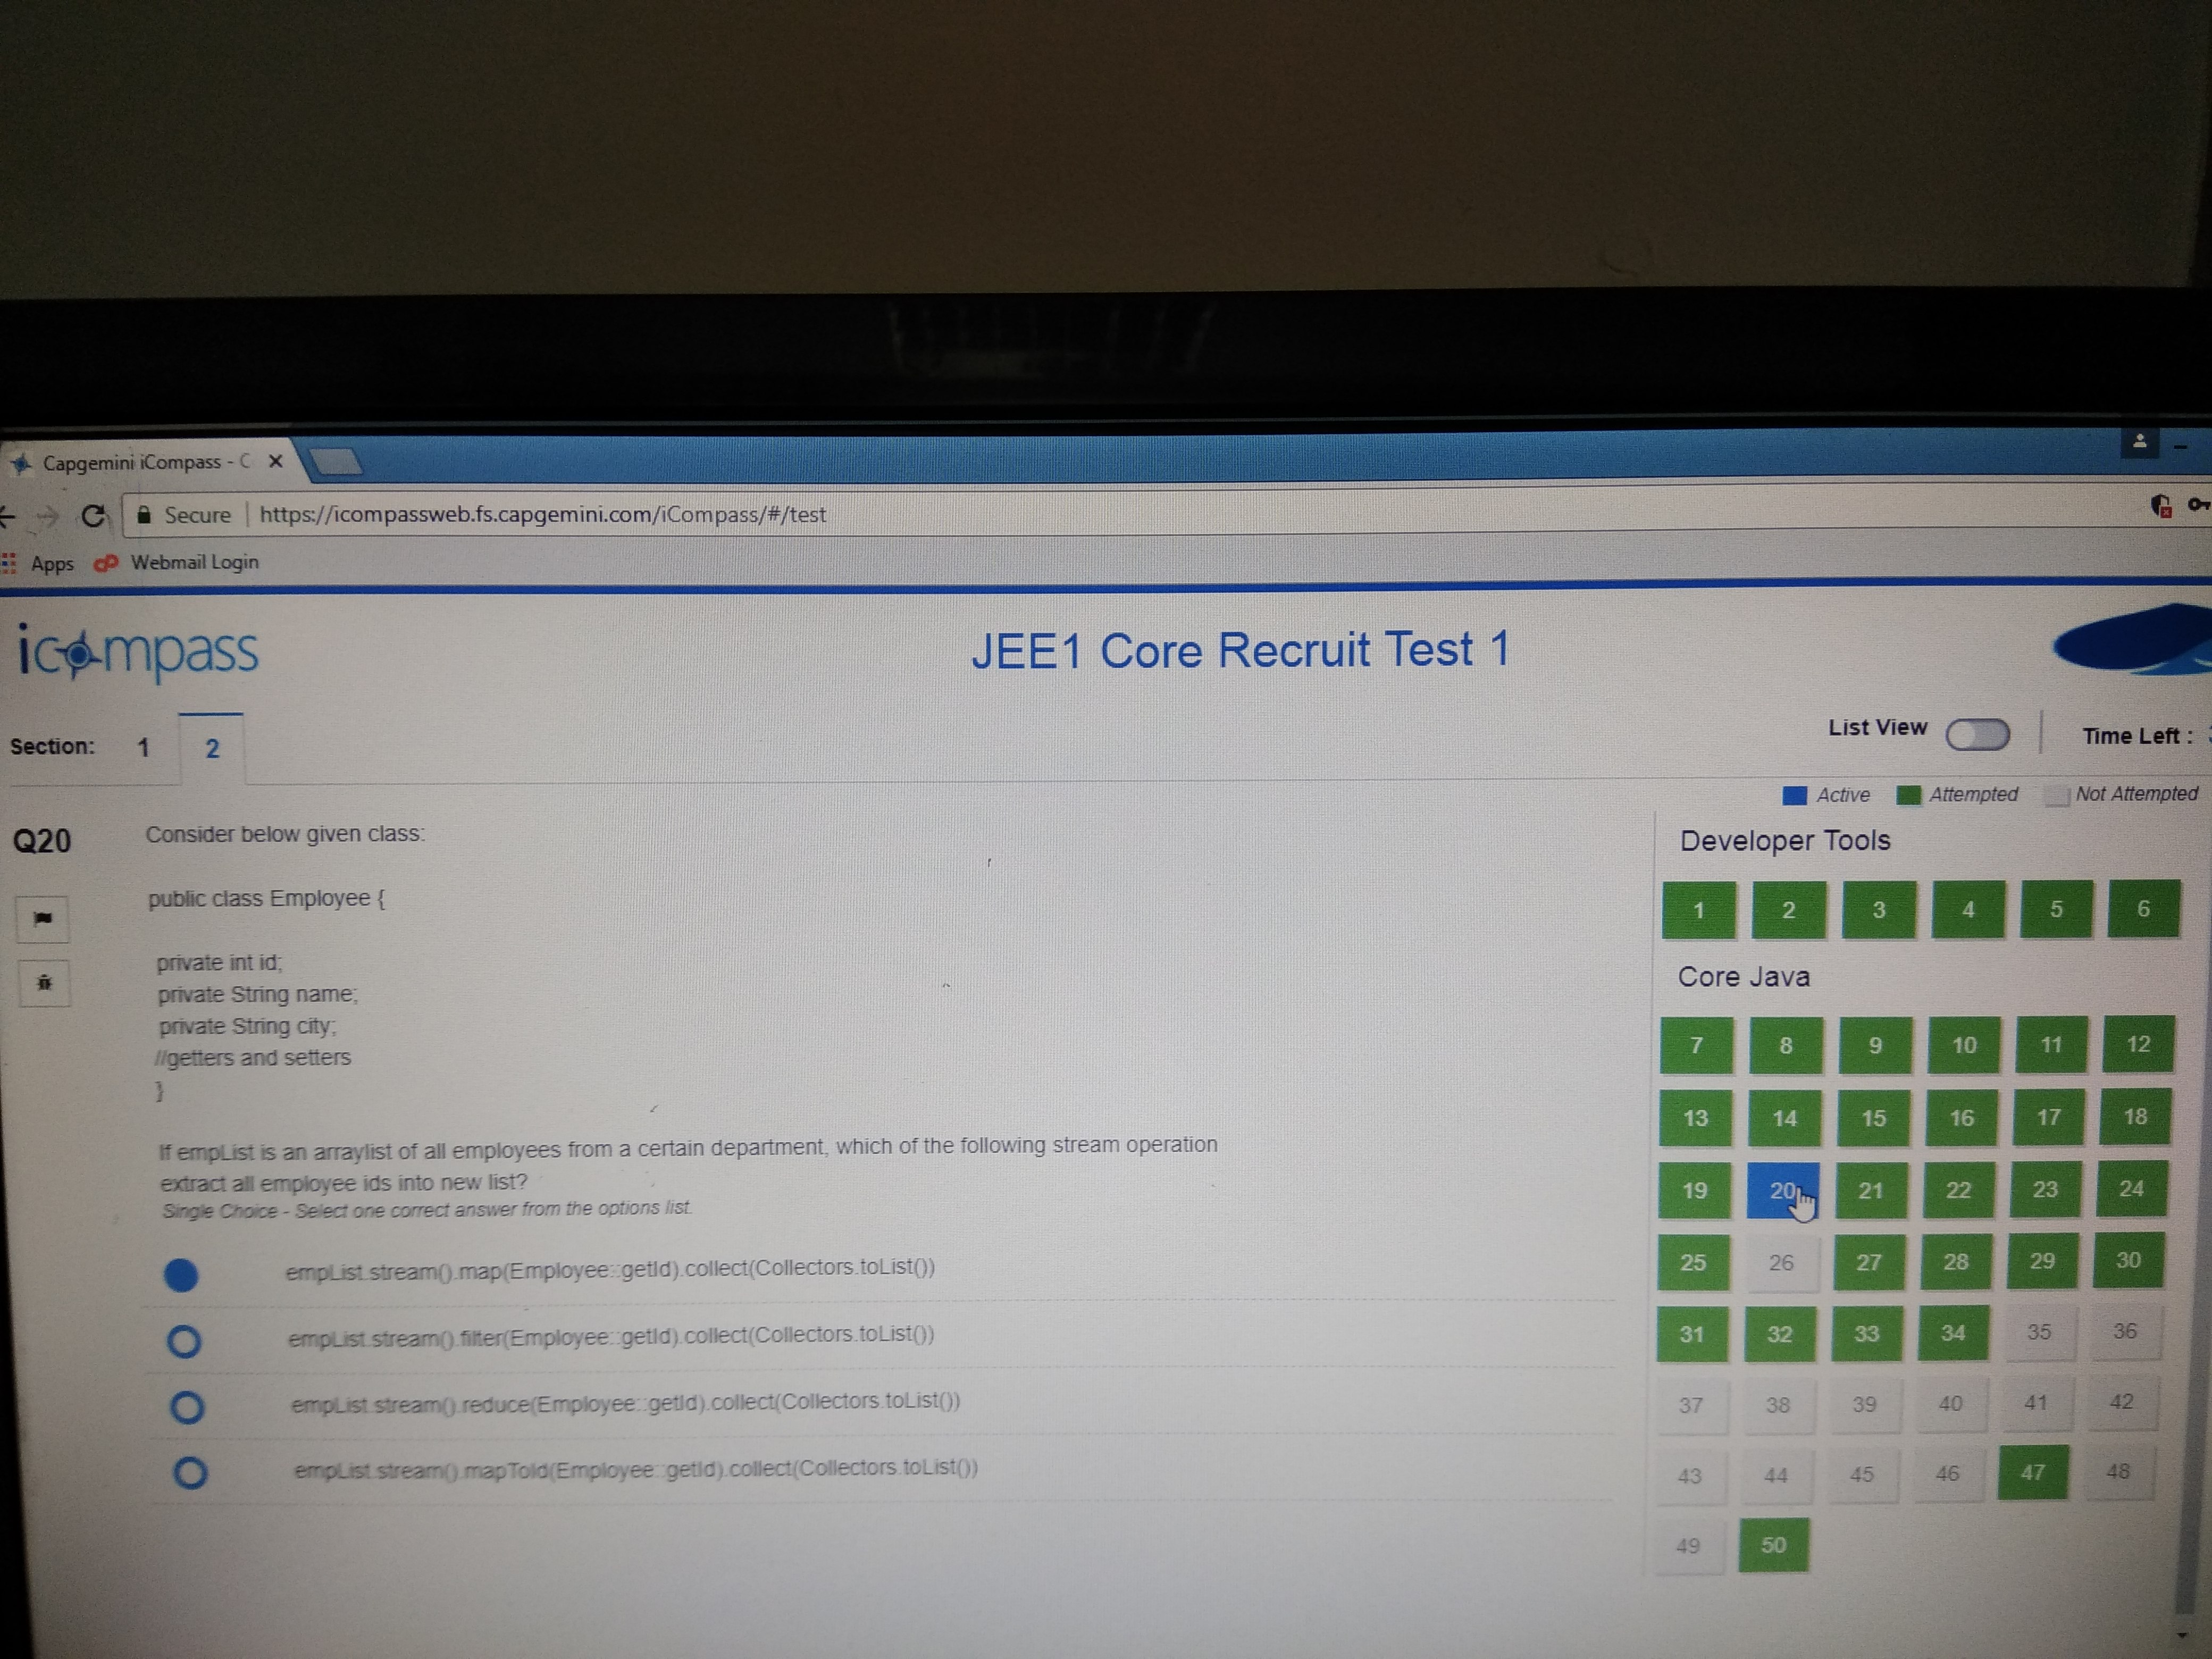 Capgemini iCompass - C
Secure | https://icompassweb.fs.capgemini.com/iCompass/#/test
Apps Webmail Login
icompass
JEE1 Core Recruit Test 1
Section: 1 2
List View
Time Left :
Active Attempted Not Attempted
Q20
Consider below given class:
public class Employee {
private int id;
private String name;
private String city;
//getters and setters
}
If empList is an arraylist of all employees from a certain department, which of the following stream operation
extract all employee ids into new list?
Single Choice - Select one correct answer from the options list.
empList.stream().map(Employee::getId).collect(Collectors.toList())
empList.stream().filter(Employee::getId).collect(Collectors.toList())
empList.stream().reduce(Employee::getId).collect(Collectors.toList())
empList.stream().mapToId(Employee::getId).collect(Collectors.toList())
Developer Tools
1 2 3 4 5 6
Core Java
7 8 9 10 11 12
13 14 15 16 17 18
19 20 21 22 23 24
25 26 27 28 29 30
31 32 33 34 35 36
37 38 39 40 41 42
43 44 45 46 47 48
49 50